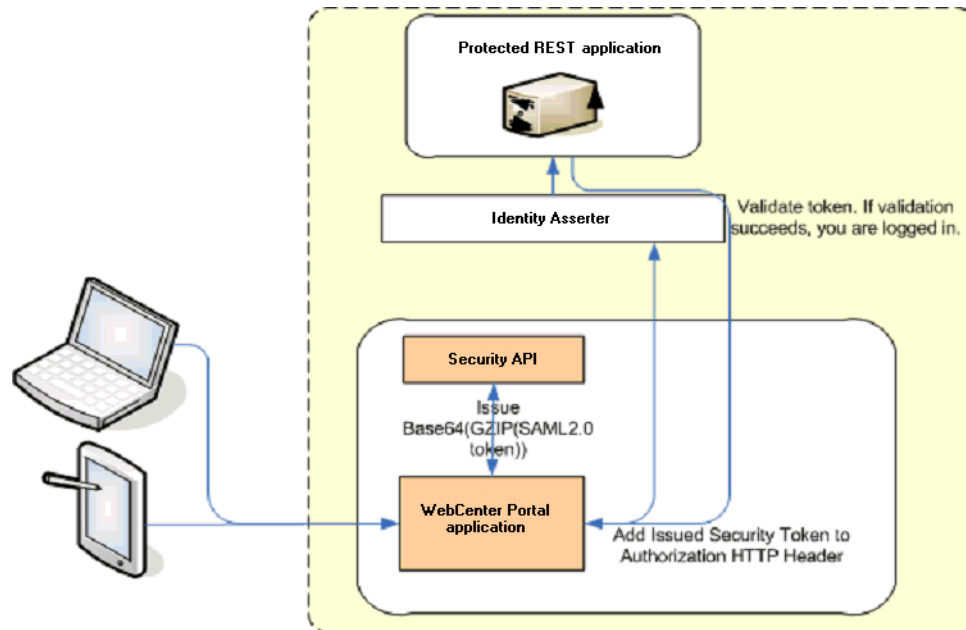 Protected REST application
Identity Asserter
Validate token. If validation
succeeds, you are logged in.
Security API
Issue
Base64(GZIP(SAML2.0
token))
WebCenter Portal
application
Add Issued Security Token to
Authorization HTTP Header